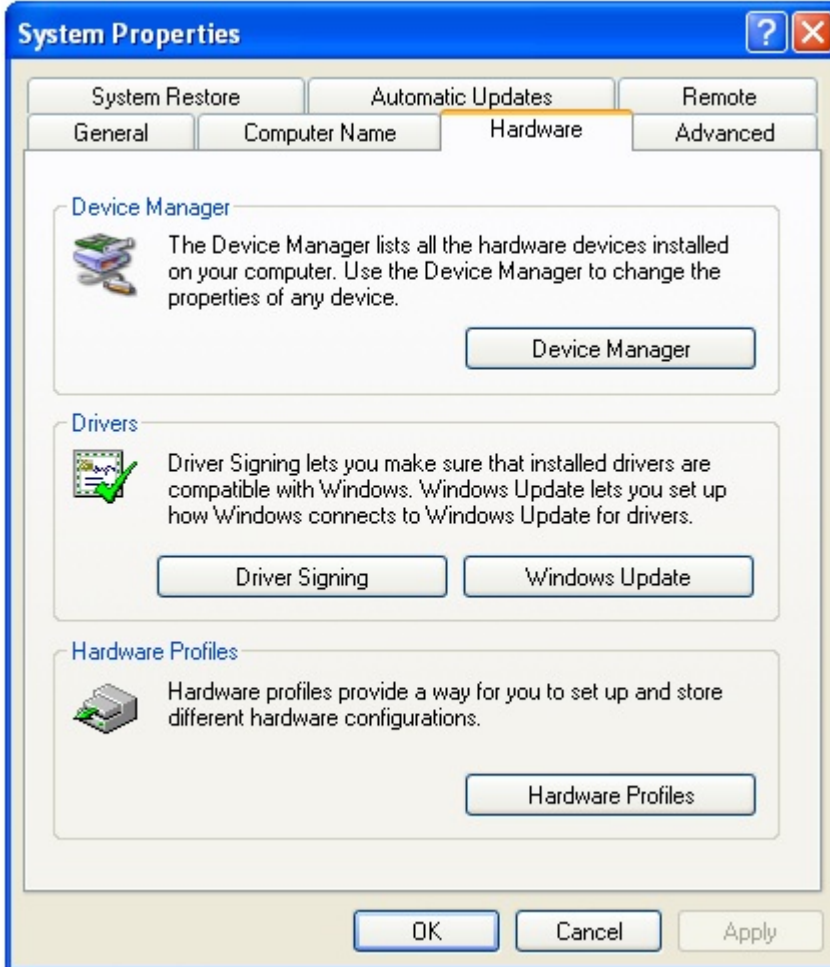 System Properties
System Restore Automatic Updates Remote
General Computer Name Hardware Advanced
Device Manager
The Device Manager lists all the hardware devices installed
on your computer. Use the Device Manager to change the
properties of any device.
Device Manager
Drivers
Driver Signing lets you make sure that installed drivers are
compatible with Windows. Windows Update lets you set up
how Windows connects to Windows Update for drivers.
Driver Signing Windows Update
Hardware Profiles
Hardware profiles provide a way for you to set up and store
different hardware configurations.
Hardware Profiles
OK Cancel Apply